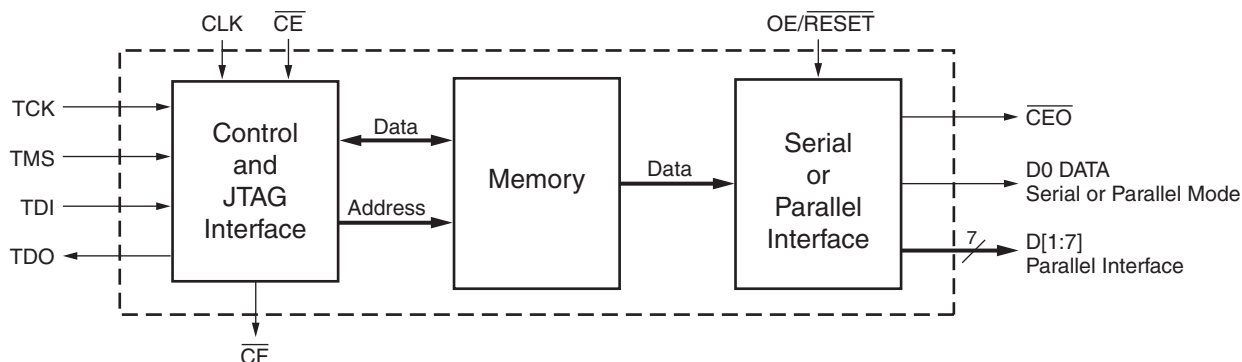 CLK
CE
OE/RESET
TCK
TMS
TDI
TDO
Control
and
JTAG
Interface
Data
Address
Memory
Data
Serial
or
Parallel
Interface
CEO
D0 DATA
Serial or Parallel Mode
7
D[1:7]
Parallel Interface
CF